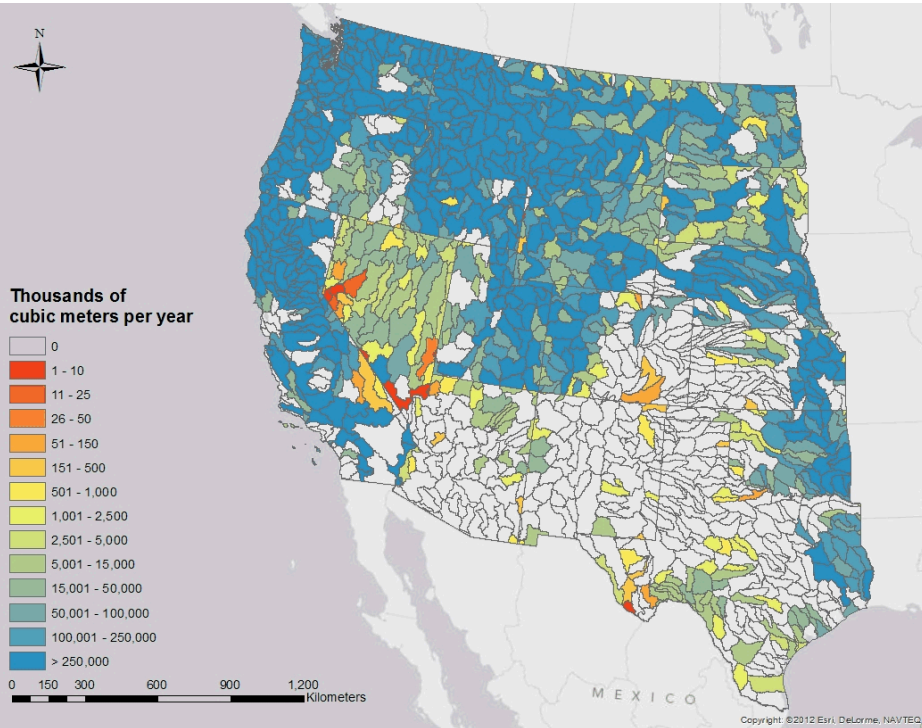 N
Thousands of
cubic meters per year
0
1 - 10
11 - 25
26 - 50
51 - 150
151 - 500
501 - 1,000
1,001 - 2,500
2,501 - 5,000
5,001 - 15,000
15,001 - 50,000
50,001 - 100,000
100,001 - 250,000
> 250,000
0 150 300 600 900 1,200
Kilometers
MEXICO
Copyright: ©2012 Esri, DeLorme, NAVTEQ